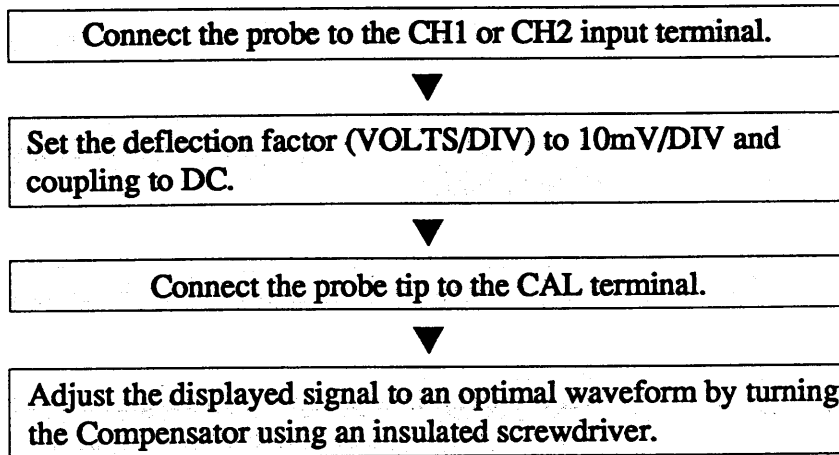 Connect the probe to the CH1 or CH2 input terminal.
Set the deflection factor (VOLTS/DIV) to 10mV/DIV and
coupling to DC.
Connect the probe tip to the CAL terminal.
Adjust the displayed signal to an optimal waveform by turning
the Compensator using an insulated screwdriver.